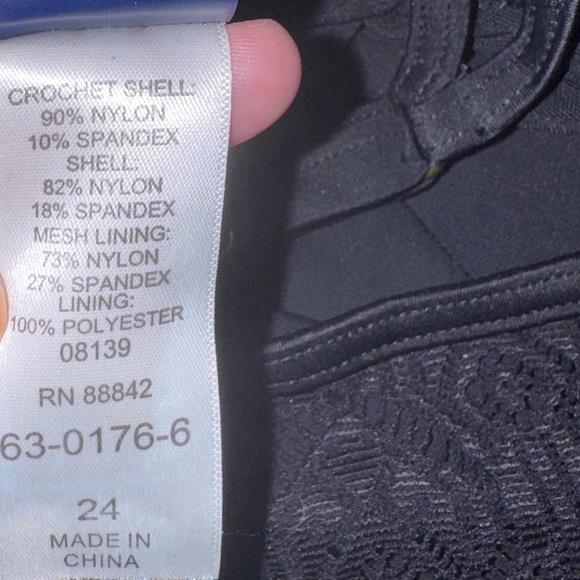 CROCHET SHELL:
90% NYLON
10% SPANDEX
SHELL:
82% NYLON
18% SPANDEX
MESH LINING:
73% NYLON
27% SPANDEX
LINING:
100% POLYESTER
08139
RN 88842
63-0176-6
24
MADE IN
CHINA